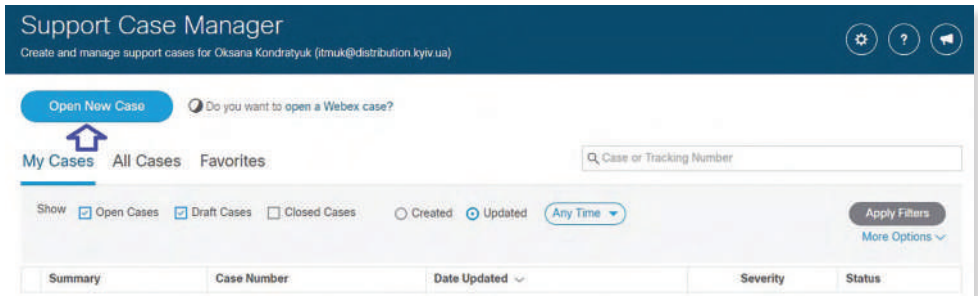 Support Case Manager
Create and manage support cases for Oksana Kondratyuk (itmuk@distribution.kyiv.ua)
?
Open New Case Do you want to open a Webex case?
My Cases All Cases Favorites Case or Tracking Number
Show Open Cases Draft Cases Closed Cases Created Updated Any Time Apply Filters
More Options
Summary Case Number Date Updated Severity Status